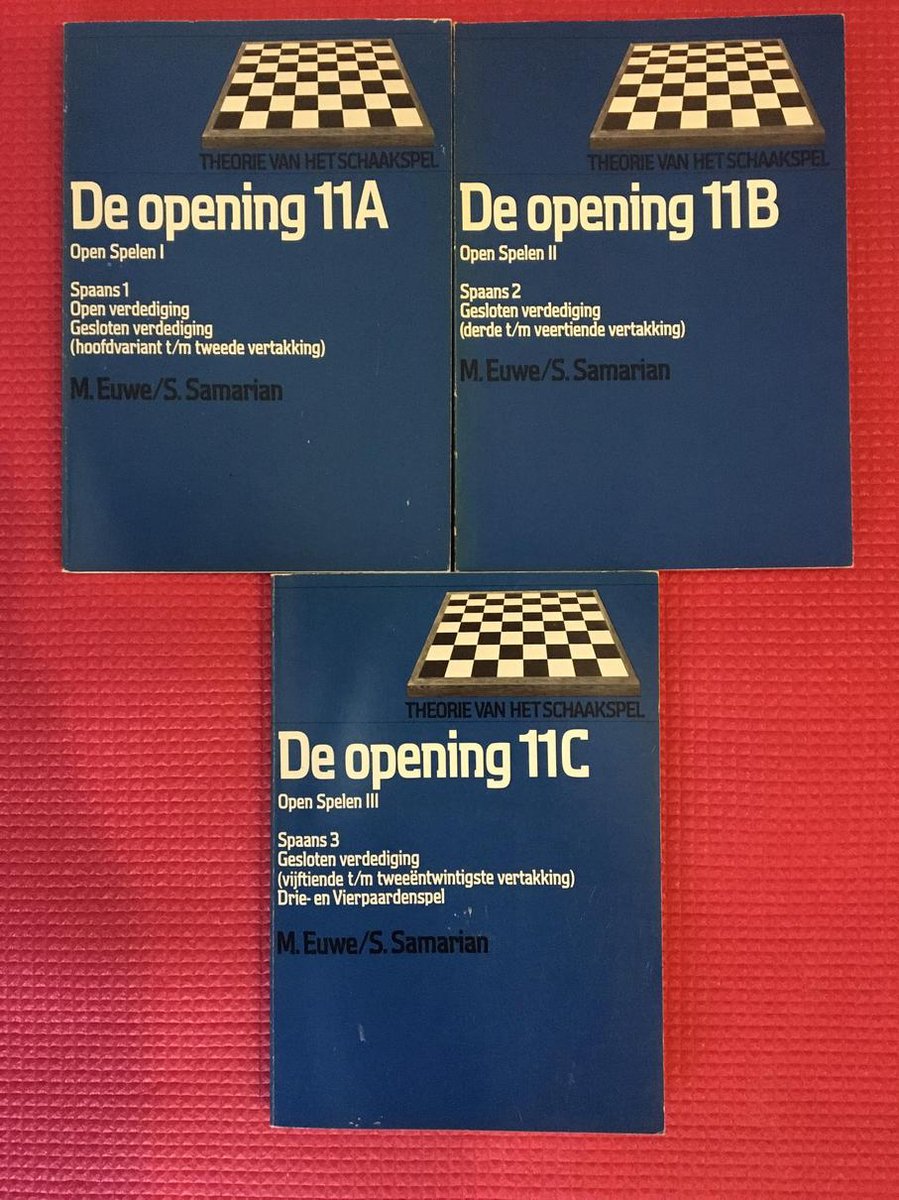 THEORIE VAN HET SCHAAKSPEL
De opening 11A
Open Spelen I
Spaans 1
Open verdediging
Gesloten verdediging
(hoofdvariant t/m tweede vertakking)
M. Euwe/S. Samarian
THEORIE VAN HET SCHAAKSPEL
De opening 11B
Open Spelen II
Spaans 2
Gesloten verdediging
(derde t/m veertiende vertakking)
M. Euwe/S. Samarian
THEORIE VAN HET SCHAAKSPEL
De opening 11C
Open Spelen III
Spaans 3
Gesloten verdediging
(vijftiende t/m tweeëntwintigste vertakking)
Drie- en Vierpaardenspel
M. Euwe/S. Samarian